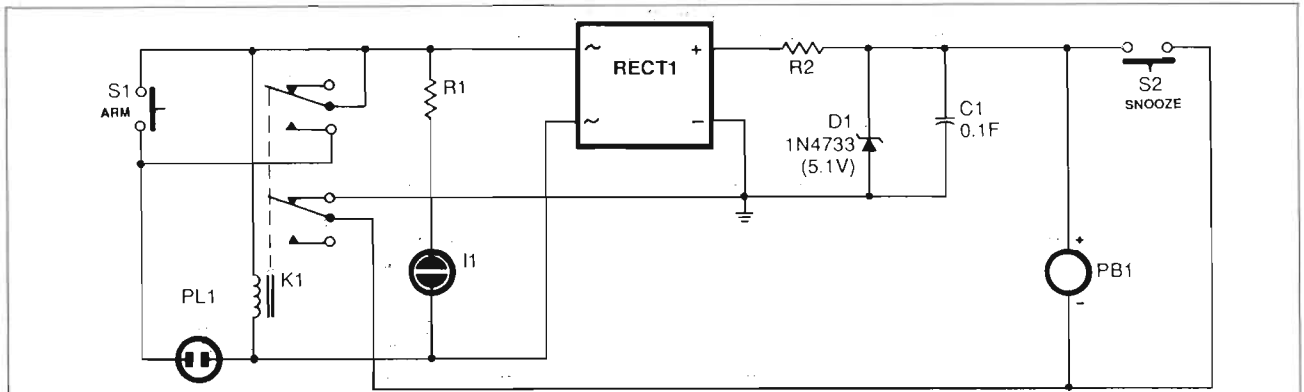 S1
ARM
R1
~
~
RECT1
+
−
R2
D1
1N4733
(5.1V)
C1
0.1F
S2
SNOOZE
K1
PL1
I1
+
PB1
−